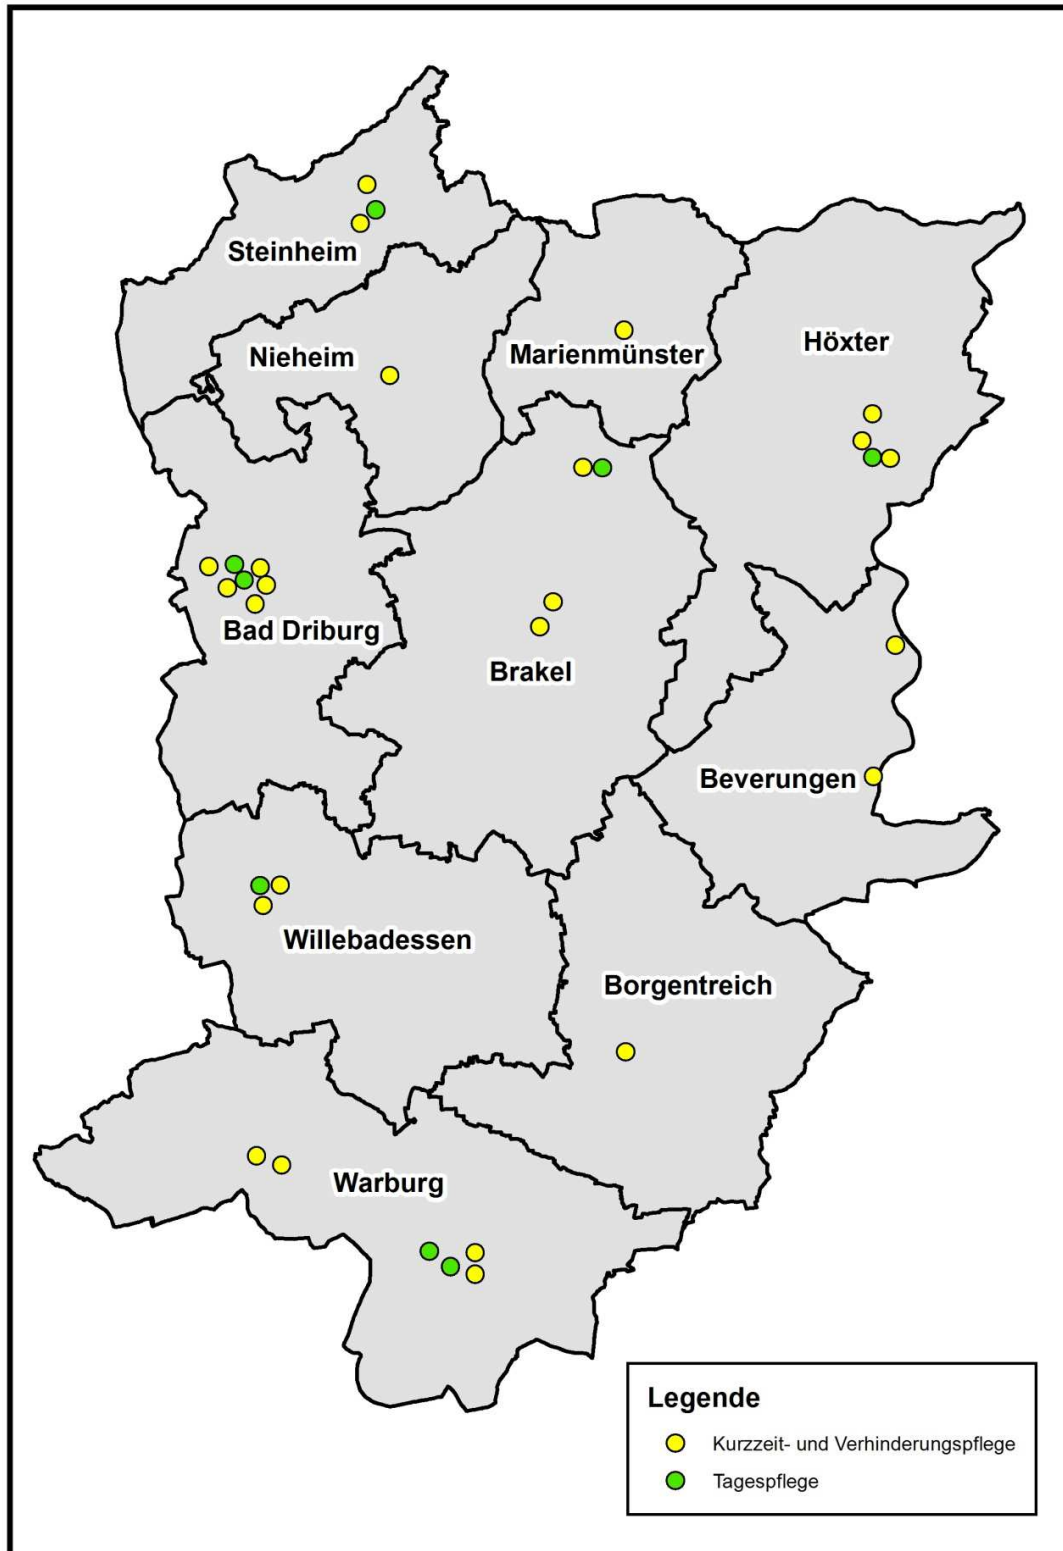 Steinheim
Nieheim
Marienmünster
Höxter
Bad Driburg
Brakel
Beverungen
Willebadessen
Borgentreich
Warburg
Legende
Kurzzeit- und Verhinderungspflege
Tagespflege